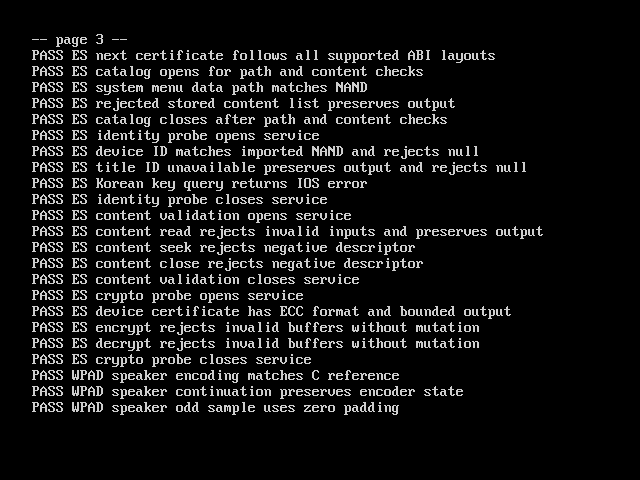 -- page 3 --
PASS ES next certificate follows all supported ABI layouts
PASS ES catalog opens for path and content checks
PASS ES system menu data path matches NAND
PASS ES rejected stored content list preserves output
PASS ES catalog closes after path and content checks
PASS ES identity probe opens service
PASS ES device ID matches imported NAND and rejects null
PASS ES title ID unavailable preserves output and rejects null
PASS ES Korean key query returns IOS error
PASS ES identity probe closes service
PASS ES content validation opens service
PASS ES content read rejects invalid inputs and preserves output
PASS ES content seek rejects negative descriptor
PASS ES content close rejects negative descriptor
PASS ES content validation closes service
PASS ES crypto probe opens service
PASS ES device certificate has ECC format and bounded output
PASS ES encrypt rejects invalid buffers without mutation
PASS ES decrypt rejects invalid buffers without mutation
PASS ES crypto probe closes service
PASS WPAD speaker encoding matches C reference
PASS WPAD speaker continuation preserves encoder state
PASS WPAD speaker odd sample uses zero padding